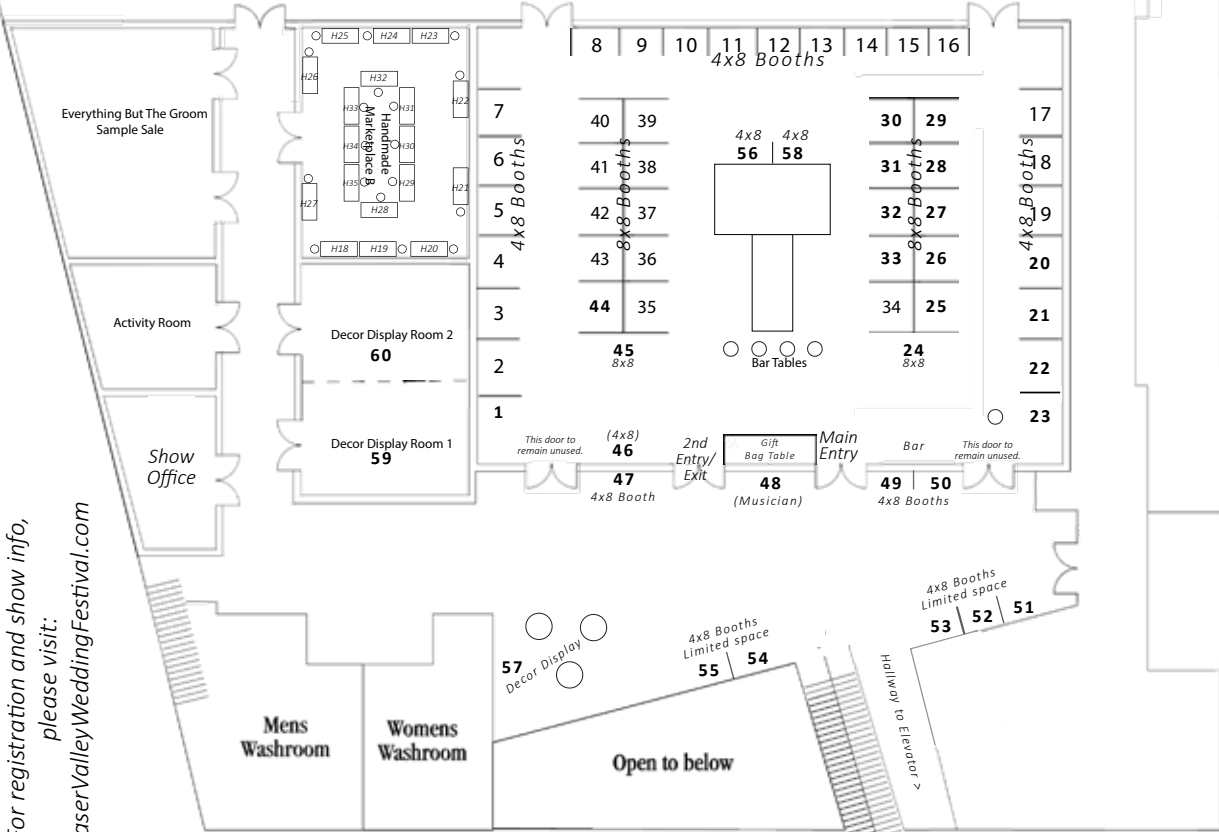 H25
H24
H23
H26
H32
H22
H33
H31
H34
H30
H35
H29
H27
H28
H21
H18
H19
H20
Handmade
Marketplace B
Everything But The Groom
Sample Sale
Activity Room
Show
Office
Decor Display Room 2
60
Decor Display Room 1
59
8
9
10
11
12
13
14
15
16
4x8 Booths
7
6
5
4
3
2
1
4x8 Booths
40
39
41
38
42
37
43
36
44
35
8x8 Booths
45
8x8
4x8
4x8
56
58
Bar Tables
30
29
31
28
32
27
33
26
34
25
8x8 Booths
24
8x8
17
18
19
20
21
22
23
4x8 Booths
This door to
remain unused.
(4x8)
46
2nd
Entry/
Exit
Gift
Bag Table
Main
Entry
Bar
This door to
remain unused.
47
4x8 Booth
48
(Musician)
49
50
4x8 Booths
4x8 Booths
Limited space
53
52
51
4x8 Booths
Limited space
55
54
57
Decor Display
Mens
Washroom
Womens
Washroom
Open to below
Hallway to Elevator >
For registration and show info,
please visit:
aserValleyWeddingFestival.com